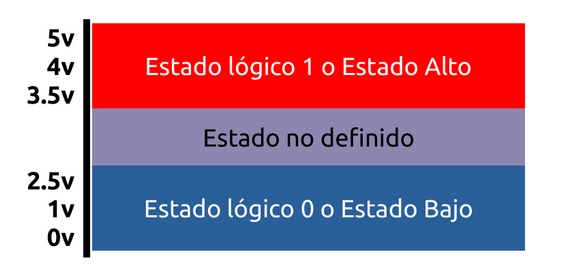 5v
4v
3.5v
Estado lógico 1 o Estado Alto
Estado no definido
2.5v
1v
0v
Estado lógico 0 o Estado Bajo